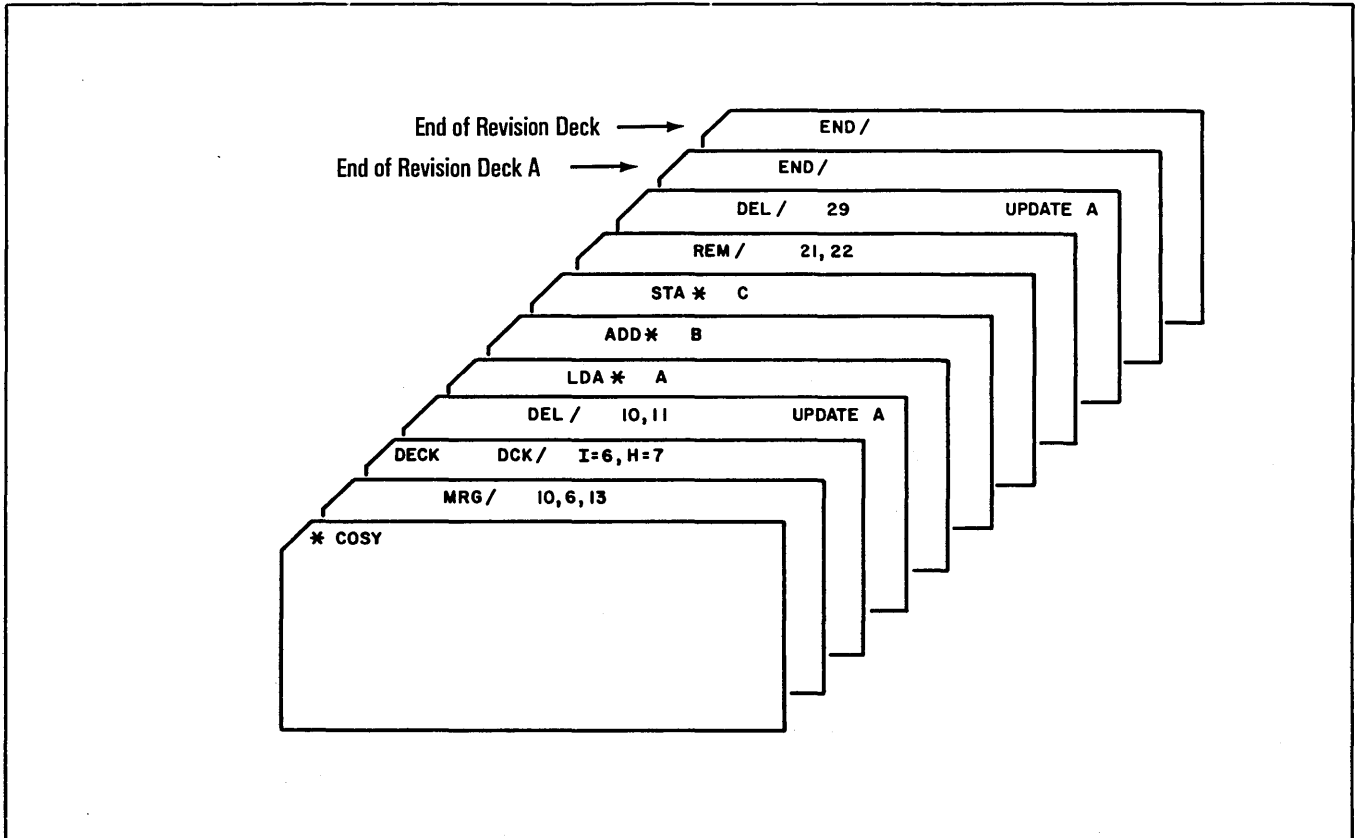 End of Revision Deck → END/
End of Revision Deck A → END/
DEL/ 29 UPDATE A
REM/ 21,22
STA* C
ADD* B
LDA* A
DEL/ 10,11 UPDATE A
DECK DCK/ I=6,H=7
MRG/ 10,6,13
* COSY